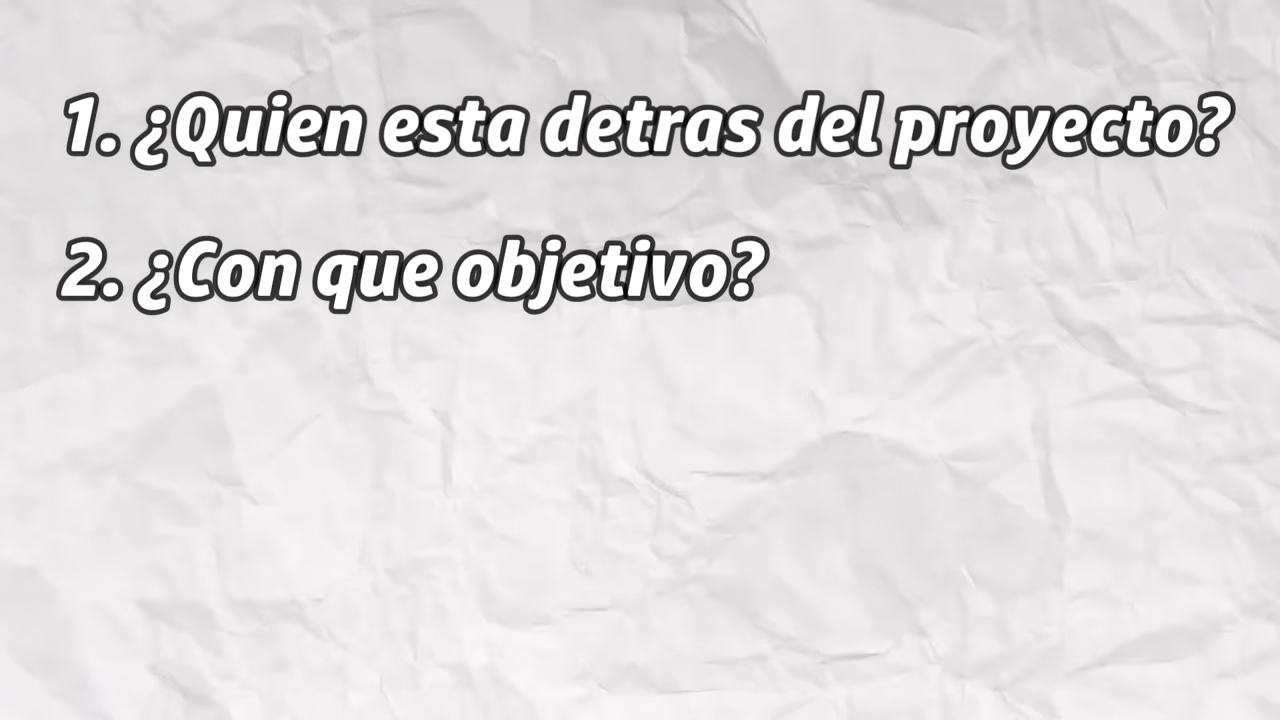 1. ¿Quien esta detras del proyecto?
2. ¿Con que objetivo?